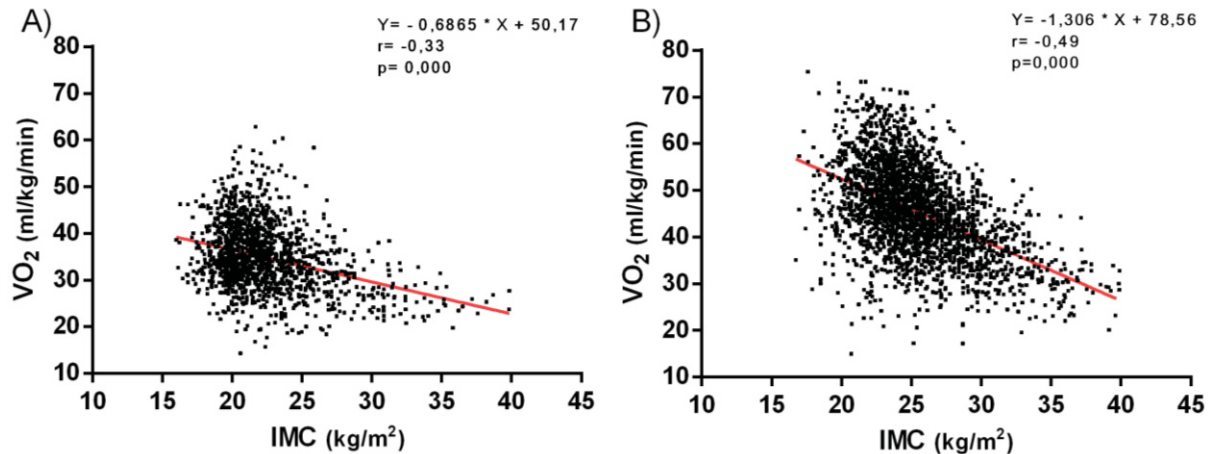 A)
Y= - 0,6865 * X + 50,17
r= -0,33
p= 0,000
80
70
60
50
40
30
20
10
VO2 (ml/kg/min)
10 15 20 25 30 35 40 45
IMC (kg/m²)
B)
Y= -1,306 * X + 78,56
r= -0,49
p=0,000
80
70
60
50
40
30
20
10
VO2 (ml/kg/min)
10 15 20 25 30 35 40 45
IMC (kg/m²)